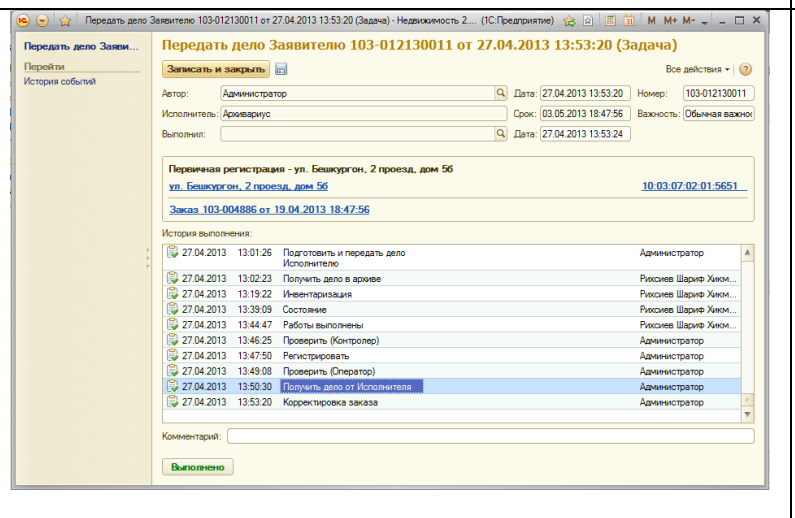 Передать дело Заявителю 103-012130011 от 27.04.2013 13:53:20 (Задача) - Недвижимость 2.... (1С:Предприятие) M M+ M-
Передать дело Заяви...
Перейти
История событий
Передать дело Заявителю 103-012130011 от 27.04.2013 13:53:20 (Задача)
Записать и закрыть Все действия
Автор: Администратор Дата: 27.04.2013 13:53:20 Номер: 103-012130011
Исполнитель: Архивариус Срок: 03.05.2013 18:47:56 Важность: Обычная важнос
Выполнил: Дата: 27.04.2013 13:53:24
Первичная регистрация - ул. Бешкургон, 2 проезд, дом 5б
ул. Бешкургон, 2 проезд, дом 5б 10:03:07:02:01:5651
Заказ 103-004886 от 19.04.2013 18:47:56
История выполнения:
27.04.2013 13:01:26 Подготовить и передать дело Исполнителю Администратор
27.04.2013 13:02:23 Получить дело в архиве Рихсиев Шариф Хикм...
27.04.2013 13:19:22 Инвентаризация Рихсиев Шариф Хикм...
27.04.2013 13:39:09 Состояние Рихсиев Шариф Хикм...
27.04.2013 13:44:47 Работы выполнены Рихсиев Шариф Хикм...
27.04.2013 13:46:25 Проверить (Контролер) Администратор
27.04.2013 13:47:50 Регистрировать Администратор
27.04.2013 13:49:08 Проверить (Оператор) Администратор
27.04.2013 13:50:30 Получить дело от Исполнителя Администратор
27.04.2013 13:53:20 Корректировка заказа Администратор
Комментарий:
Выполнено